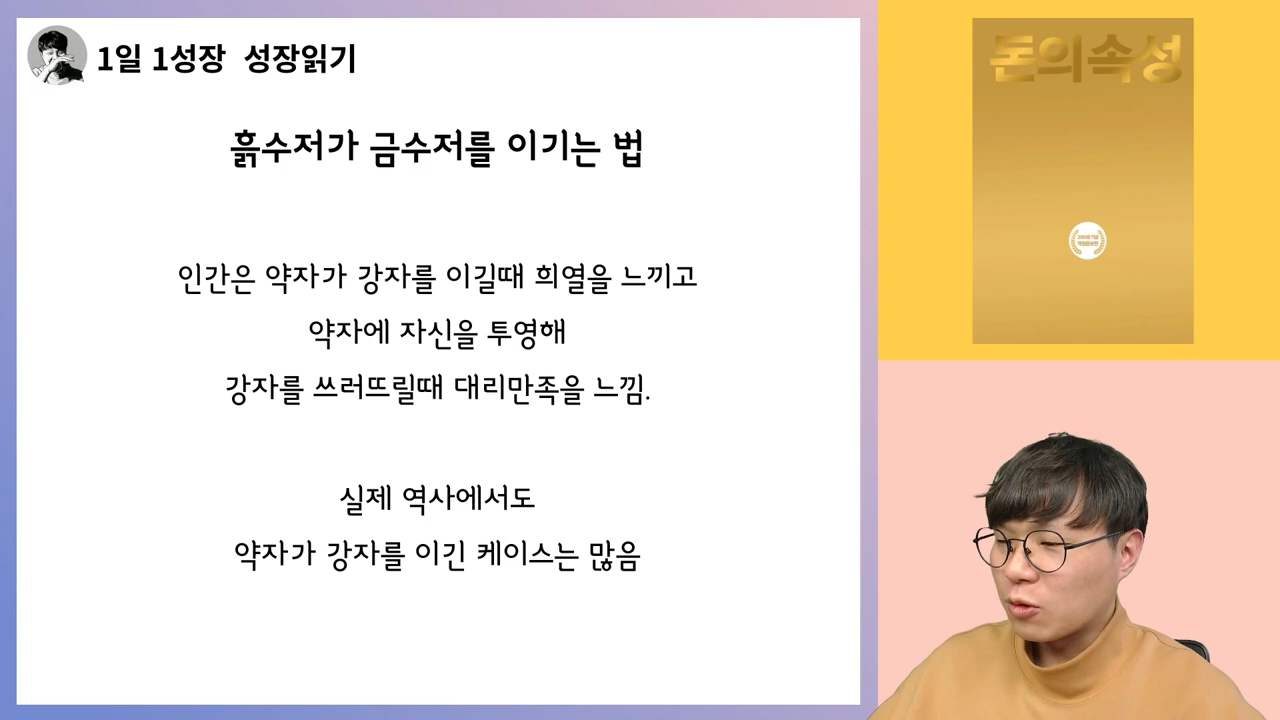 1일 1성장 성장읽기
흙수저가 금수저를 이기는 법
인간은 약자가 강자를 이길때 희열을 느끼고
약자에 자신을 투영해
강자를 쓰러뜨릴때 대리만족을 느낌.
실제 역사에서도
약자가 강자를 이긴 케이스는 많음
돈의속성